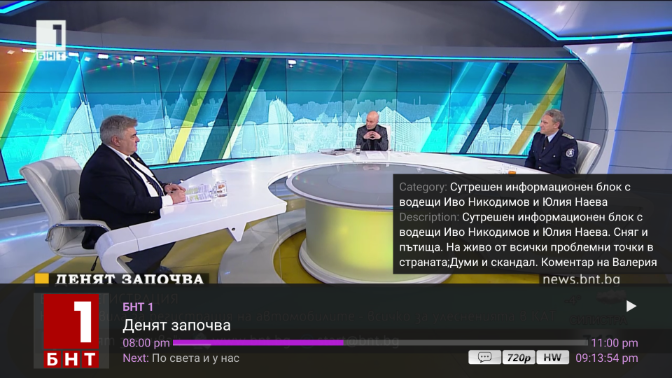 1
БНТ
Category: Сутрешен информационен блок с
водещи Иво Никодимов и Юлия Наева
Description: Сутрешен информационен блок с
водещи Иво Никодимов и Юлия Наева. Сняг и
пътища. На живо от всички проблемни точки в
страната;Думи и скандал. Коментар на Валерия
ДЕНЯТ ЗАПОЧВА
news.bnt.bg
1
БНТ
БНТ 1
Денят започва
08:00 pm
11:00 pm
Next: По света и у нас
720p
HW
09:13:54 pm